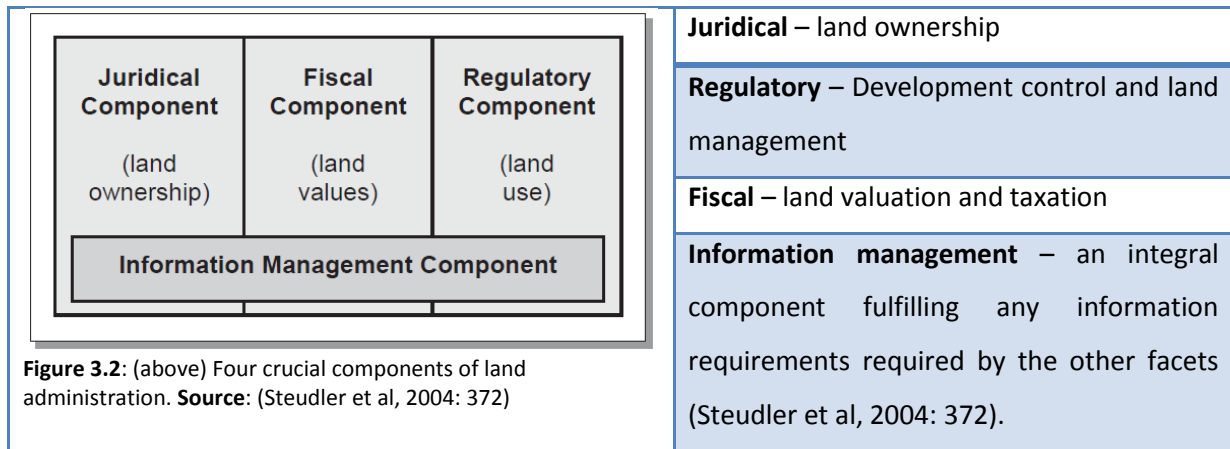 Juridical
Component
(land
ownership)
Fiscal
Component
(land
values)
Regulatory
Component
(land
use)
Information Management Component
Figure 3.2: (above) Four crucial components of land
administration. Source: (Steudler et al, 2004: 372)
Juridical – land ownership
Regulatory – Development control and land
management
Fiscal – land valuation and taxation
Information management – an integral
component fulfilling any information
requirements required by the other facets
(Steudler et al, 2004: 372).